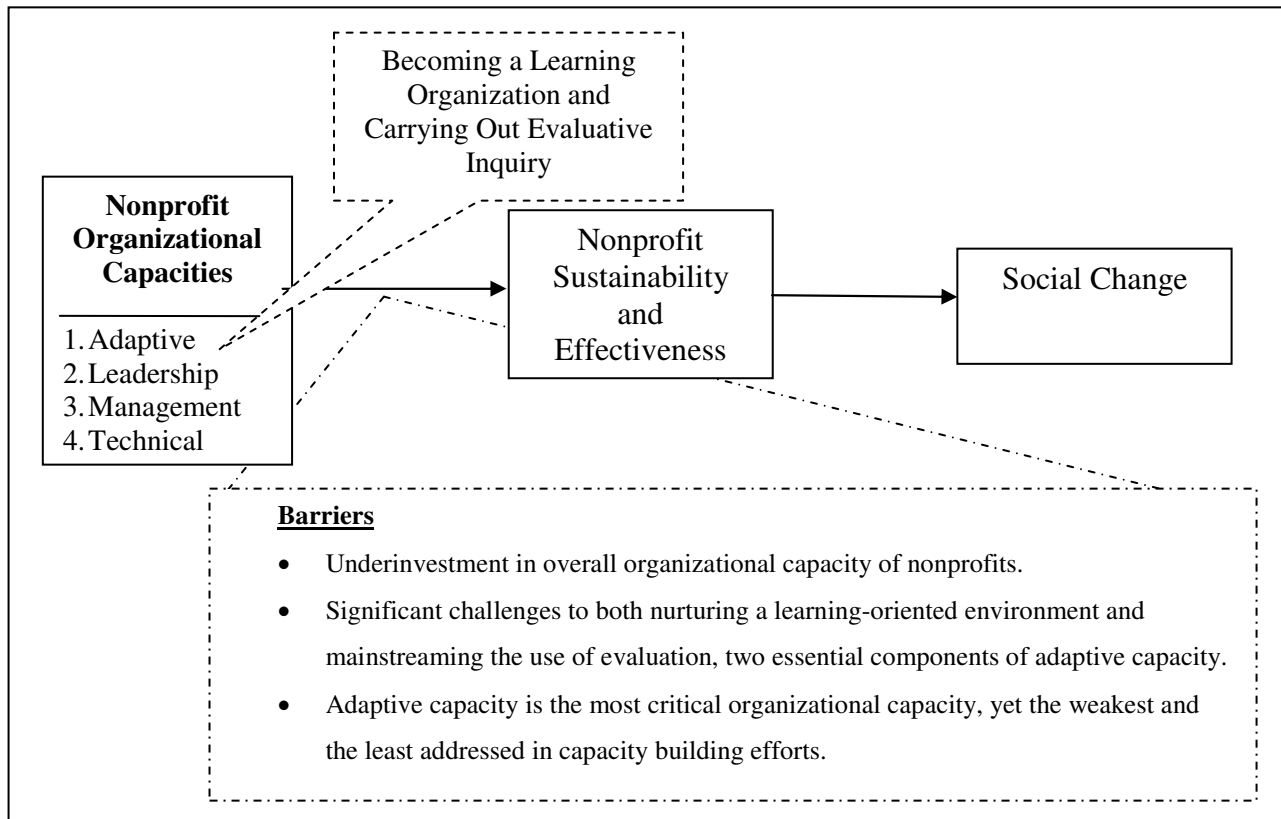 Becoming a Learning
Organization and
Carrying Out Evaluative
Inquiry
Nonprofit
Organizational
Capacities
1. Adaptive
2. Leadership
3. Management
4. Technical
Nonprofit
Sustainability
and
Effectiveness
Social Change
Barriers
• Underinvestment in overall organizational capacity of nonprofits.
• Significant challenges to both nurturing a learning-oriented environment and
mainstreaming the use of evaluation, two essential components of adaptive capacity.
• Adaptive capacity is the most critical organizational capacity, yet the weakest and
the least addressed in capacity building efforts.